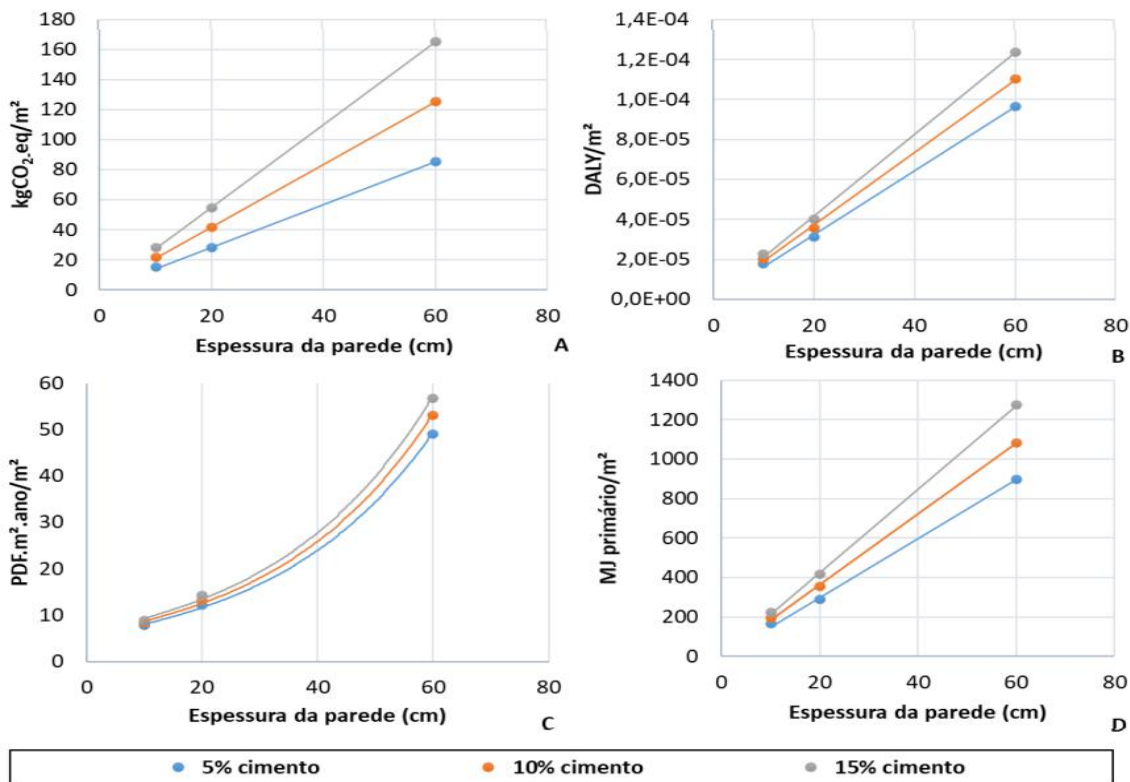 180
160
140
120
100
80
60
40
20
0
kgCO₂.eq/m²
0 20 40 60 80
Espessura da parede (cm)
A
1,4E-04
1,2E-04
1,0E-04
8,0E-05
6,0E-05
4,0E-05
2,0E-05
0,0E+00
DALY/m²
0 20 40 60 80
Espessura da parede (cm)
B
60
50
40
30
20
10
0
PDF.m².ano/m²
0 20 40 60 80
Espessura da parede (cm)
C
1400
1200
1000
800
600
400
200
0
MJ primário/m²
0 20 40 60 80
Espessura da parede (cm)
D
5% cimento 10% cimento 15% cimento